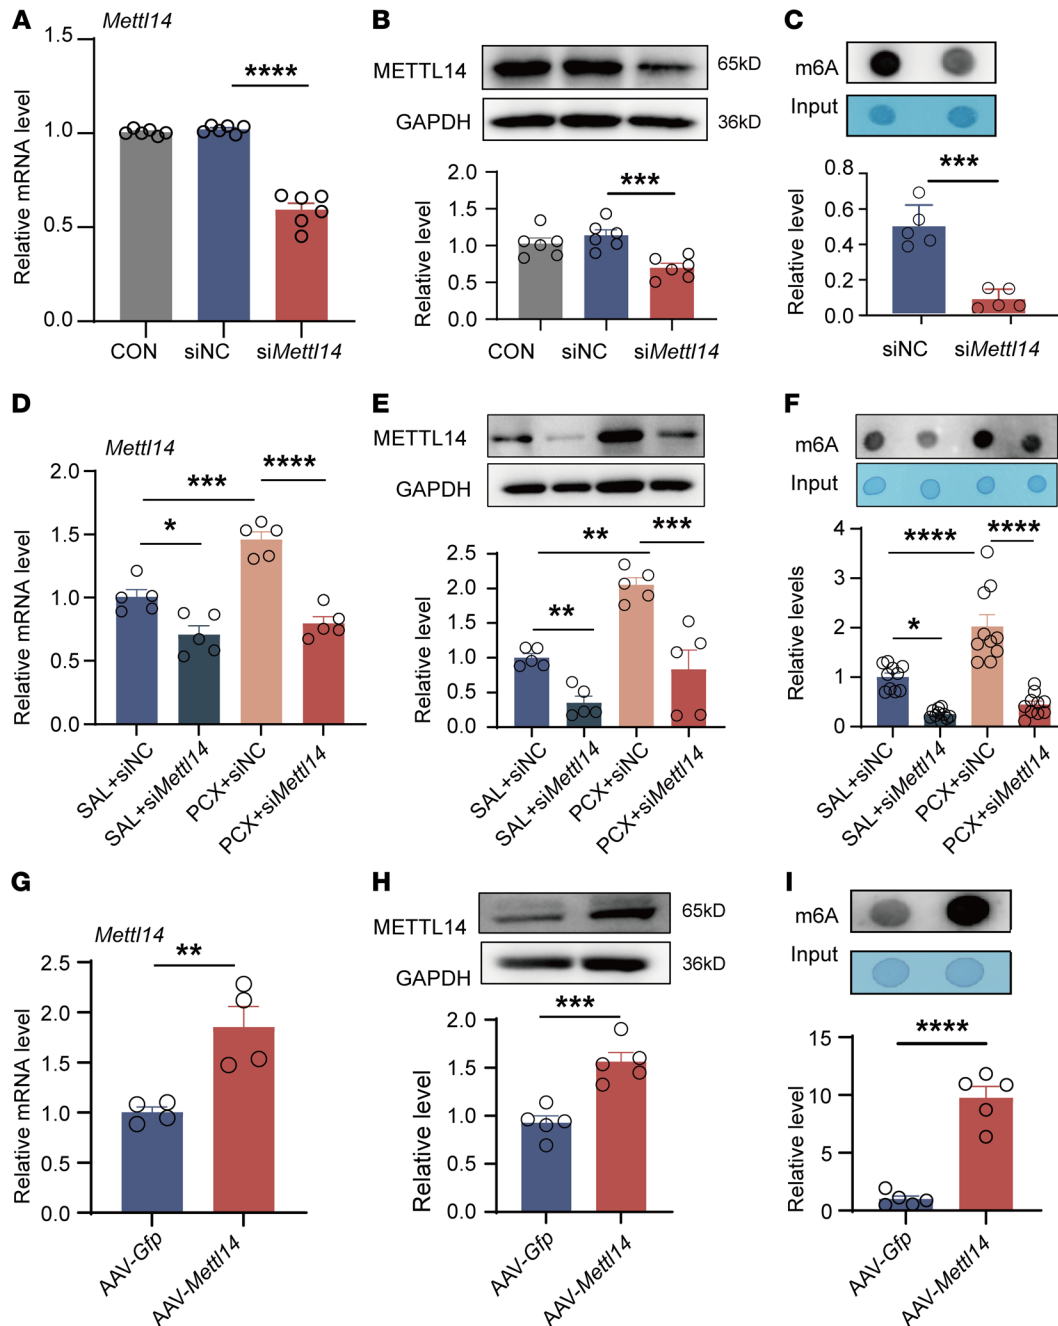 A
Mettl14
Relative mRNA level
1.5
1.0
0.5
0.0
****
CON
siNC
siMettl14
B
METTL14
65kD
GAPDH
36kD
Relative level
2.0
1.5
1.0
0.5
0.0
***
CON
siNC
siMettl14
C
m6A
Input
Relative level
0.8
0.6
0.4
0.2
0.0
***
siNC
siMettl14
D
Mettl14
Relative mRNA level
2.0
1.5
1.0
0.5
0.0
***
****
*
SAL+siNC
SAL+siMettl14
PCX+siNC
PCX+siMettl14
E
METTL14
GAPDH
Relative level
2.5
2.0
1.5
1.0
0.5
0.0
**
***
**
SAL+siNC
SAL+siMettl14
PCX+siNC
PCX+siMettl14
F
m6A
Input
Relative levels
4
3
2
1
0
****
****
*
SAL+siNC
SAL+siMettl14
PCX+siNC
PCX+siMettl14
G
Mettl14
Relative mRNA level
2.5
2.0
1.5
1.0
0.5
0.0
**
AAV-Gfp
AAV-Mettl14
H
METTL14
65kD
GAPDH
36kD
Relative level
2.0
1.5
1.0
0.5
0.0
***
AAV-Gfp
AAV-Mettl14
I
m6A
Input
Relative level
15
10
5
0
****
AAV-Gfp
AAV-Mettl14